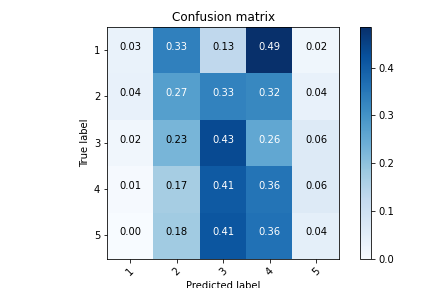 Confusion matrix
1 0.03 0.33 0.13 0.49 0.02
2 0.04 0.27 0.33 0.32 0.04
3 0.02 0.23 0.43 0.26 0.06
4 0.01 0.17 0.41 0.36 0.06
5 0.00 0.18 0.41 0.36 0.04
1 2 3 4 5
True label
Predicted label
0.4
0.3
0.2
0.1
0.0